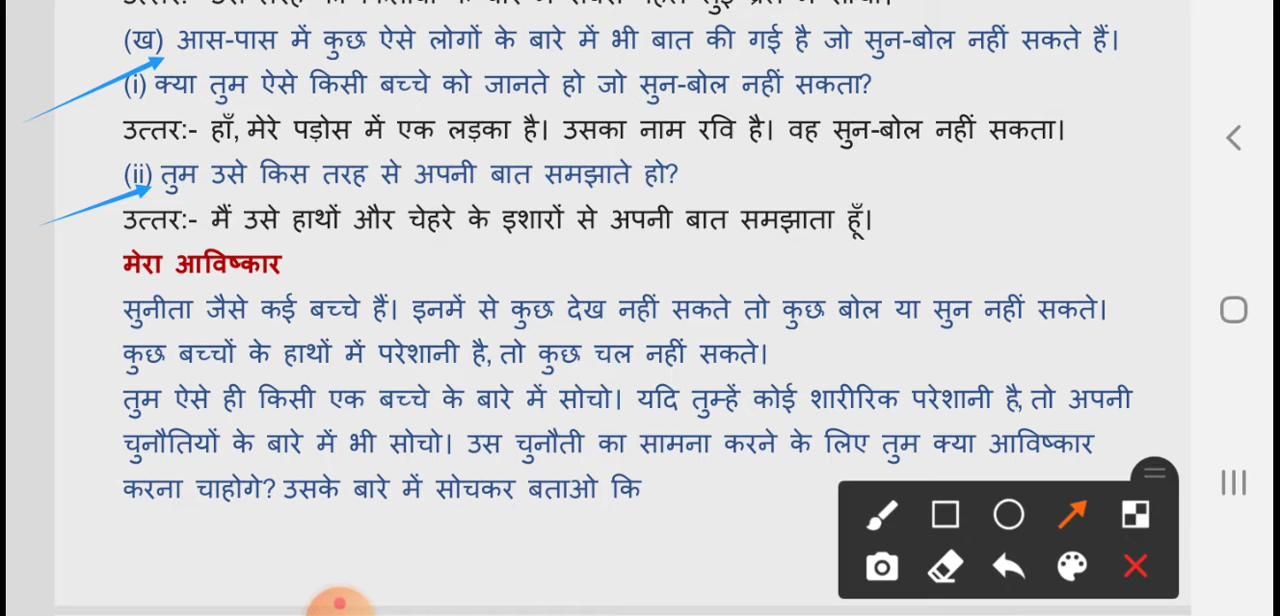 (ख) आस-पास में कुछ ऐसे लोगों के बारे में भी बात की गई है जो सुन-बोल नहीं सकते हैं।
(i) क्या तुम ऐसे किसी बच्चे को जानते हो जो सुन-बोल नहीं सकता?
उत्तर:- हाँ, मेरे पड़ोस में एक लड़का है। उसका नाम रवि है। वह सुन-बोल नहीं सकता।
(ii) तुम उसे किस तरह से अपनी बात समझाते हो?
उत्तर:- मैं उसे हाथों और चेहरे के इशारों से अपनी बात समझाता हूँ।
मेरा आविष्कार
सुनीता जैसे कई बच्चे हैं। इनमें से कुछ देख नहीं सकते तो कुछ बोल या सुन नहीं सकते।
कुछ बच्चों के हाथों में परेशानी है, तो कुछ चल नहीं सकते।
तुम ऐसे ही किसी एक बच्चे के बारे में सोचो। यदि तुम्हें कोई शारीरिक परेशानी है, तो अपनी
चुनौतियों के बारे में भी सोचो। उस चुनौती का सामना करने के लिए तुम क्या आविष्कार
करना चाहोगे? उसके बारे में सोचकर बताओ कि